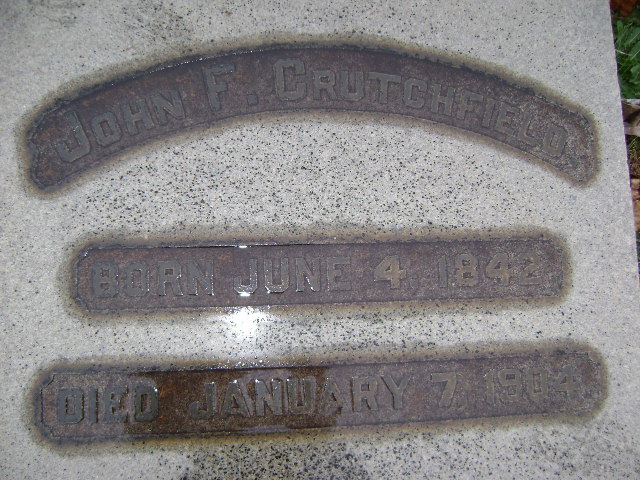 JOHN F. CRUTCHFIELD
BORN JUNE 4, 1842
DIED JANUARY 7, 1904